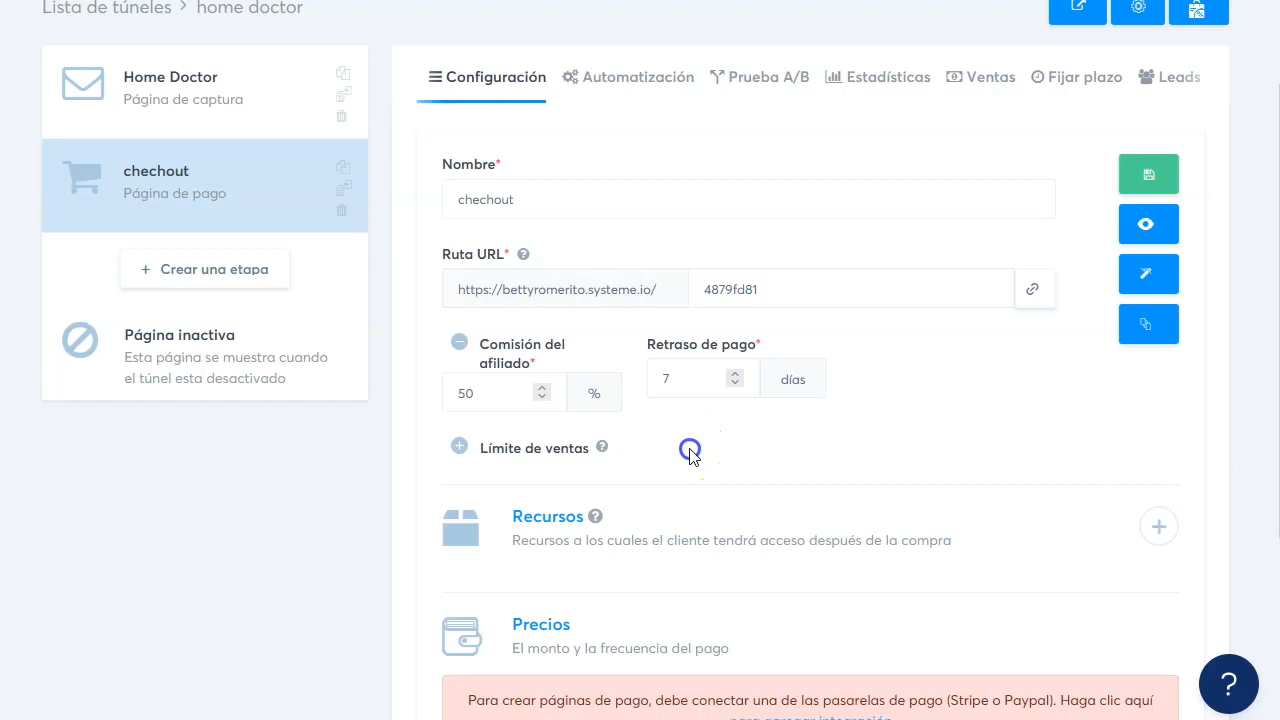 Lista de túneles > home doctor
Home Doctor
Página de captura
chechout
Página de pago
+ Crear una etapa
Página inactiva
Esta página se muestra cuando
el túnel esta desactivado
Configuración Automatización Prueba A/B Estadísticas Ventas Fijar plazo Leads
Nombre*
chechout
Ruta URL* ?
https://bettyromerito.systeme.io/ 4879fd81
Comisión del
afiliado*
50 %
Retraso de pago*
7 días
Límite de ventas ?
Recursos ?
Recursos a los cuales el cliente tendrá acceso después de la compra
Precios
El monto y la frecuencia del pago
Para crear páginas de pago, debe conectar una de las pasarelas de pago (Stripe o Paypal). Haga clic aquí
para agregar integración
?